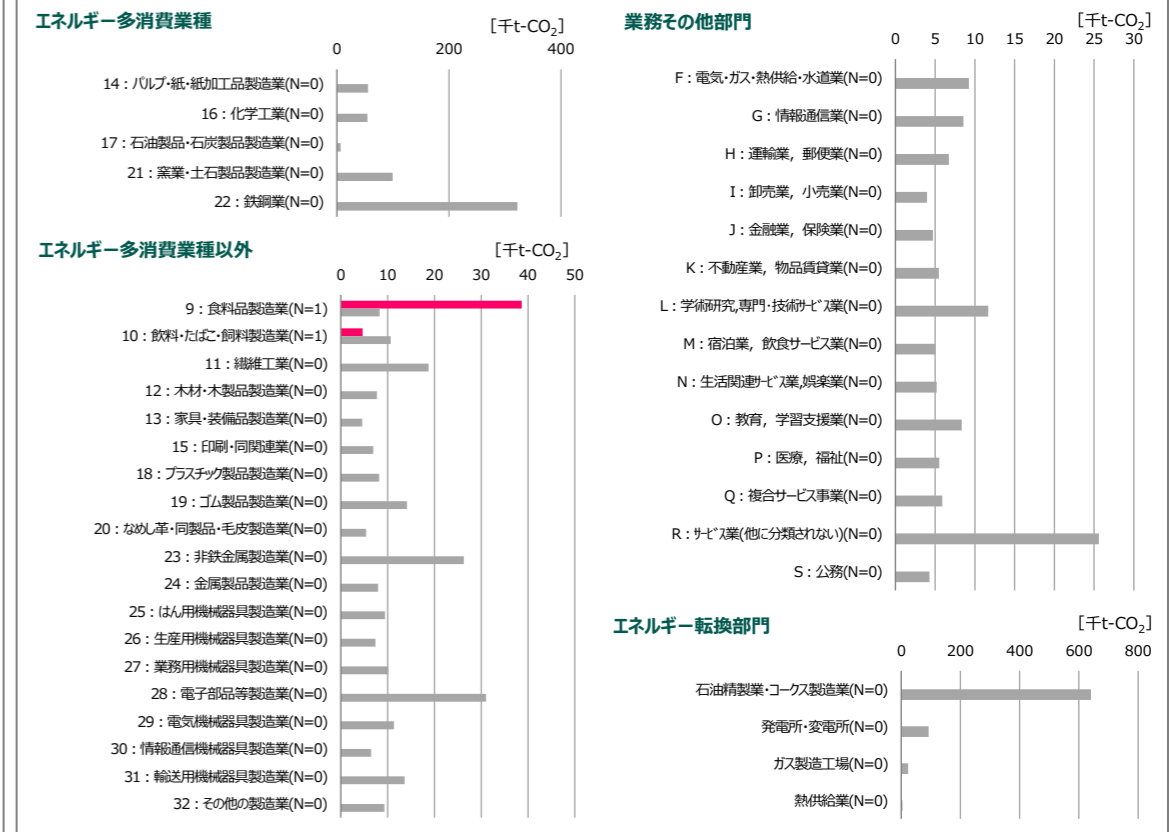 エネルギー多消費業種
[千t-CO₂]
0 200 400
14：パルプ・紙・紙加工品製造業(N=0)
16：化学工業(N=0)
17：石油製品・石炭製品製造業(N=0)
21：窯業・土石製品製造業(N=0)
22：鉄鋼業(N=0)
エネルギー多消費業種以外
[千t-CO₂]
0 10 20 30 40 50
9：食料品製造業(N=1)
10：飲料・たばこ・飼料製造業(N=1)
11：繊維工業(N=0)
12：木材・木製品製造業(N=0)
13：家具・装備品製造業(N=0)
15：印刷・同関連業(N=0)
18：プラスチック製品製造業(N=0)
19：ゴム製品製造業(N=0)
20：なめし革・同製品・毛皮製造業(N=0)
23：非鉄金属製造業(N=0)
24：金属製品製造業(N=0)
25：はん用機械器具製造業(N=0)
26：生産用機械器具製造業(N=0)
27：業務用機械器具製造業(N=0)
28：電子部品等製造業(N=0)
29：電気機械器具製造業(N=0)
30：情報通信機械器具製造業(N=0)
31：輸送用機械器具製造業(N=0)
32：その他の製造業(N=0)
業務その他部門
[千t-CO₂]
0 5 10 15 20 25 30
F：電気・ガス・熱供給・水道業(N=0)
G：情報通信業(N=0)
H：運輸業，郵便業(N=0)
I：卸売業，小売業(N=0)
J：金融業，保険業(N=0)
K：不動産業，物品賃貸業(N=0)
L：学術研究,専門・技術ｻｰﾋﾞｽ業(N=0)
M：宿泊業，飲食サービス業(N=0)
N：生活関連ｻｰﾋﾞｽ業,娯楽業(N=0)
O：教育，学習支援業(N=0)
P：医療，福祉(N=0)
Q：複合サービス事業(N=0)
R：ｻｰﾋﾞｽ業(他に分類されない)(N=0)
S：公務(N=0)
エネルギー転換部門
[千t-CO₂]
0 200 400 600 800
石油精製業・コークス製造業(N=0)
発電所・変電所(N=0)
ガス製造工場(N=0)
熱供給業(N=0)